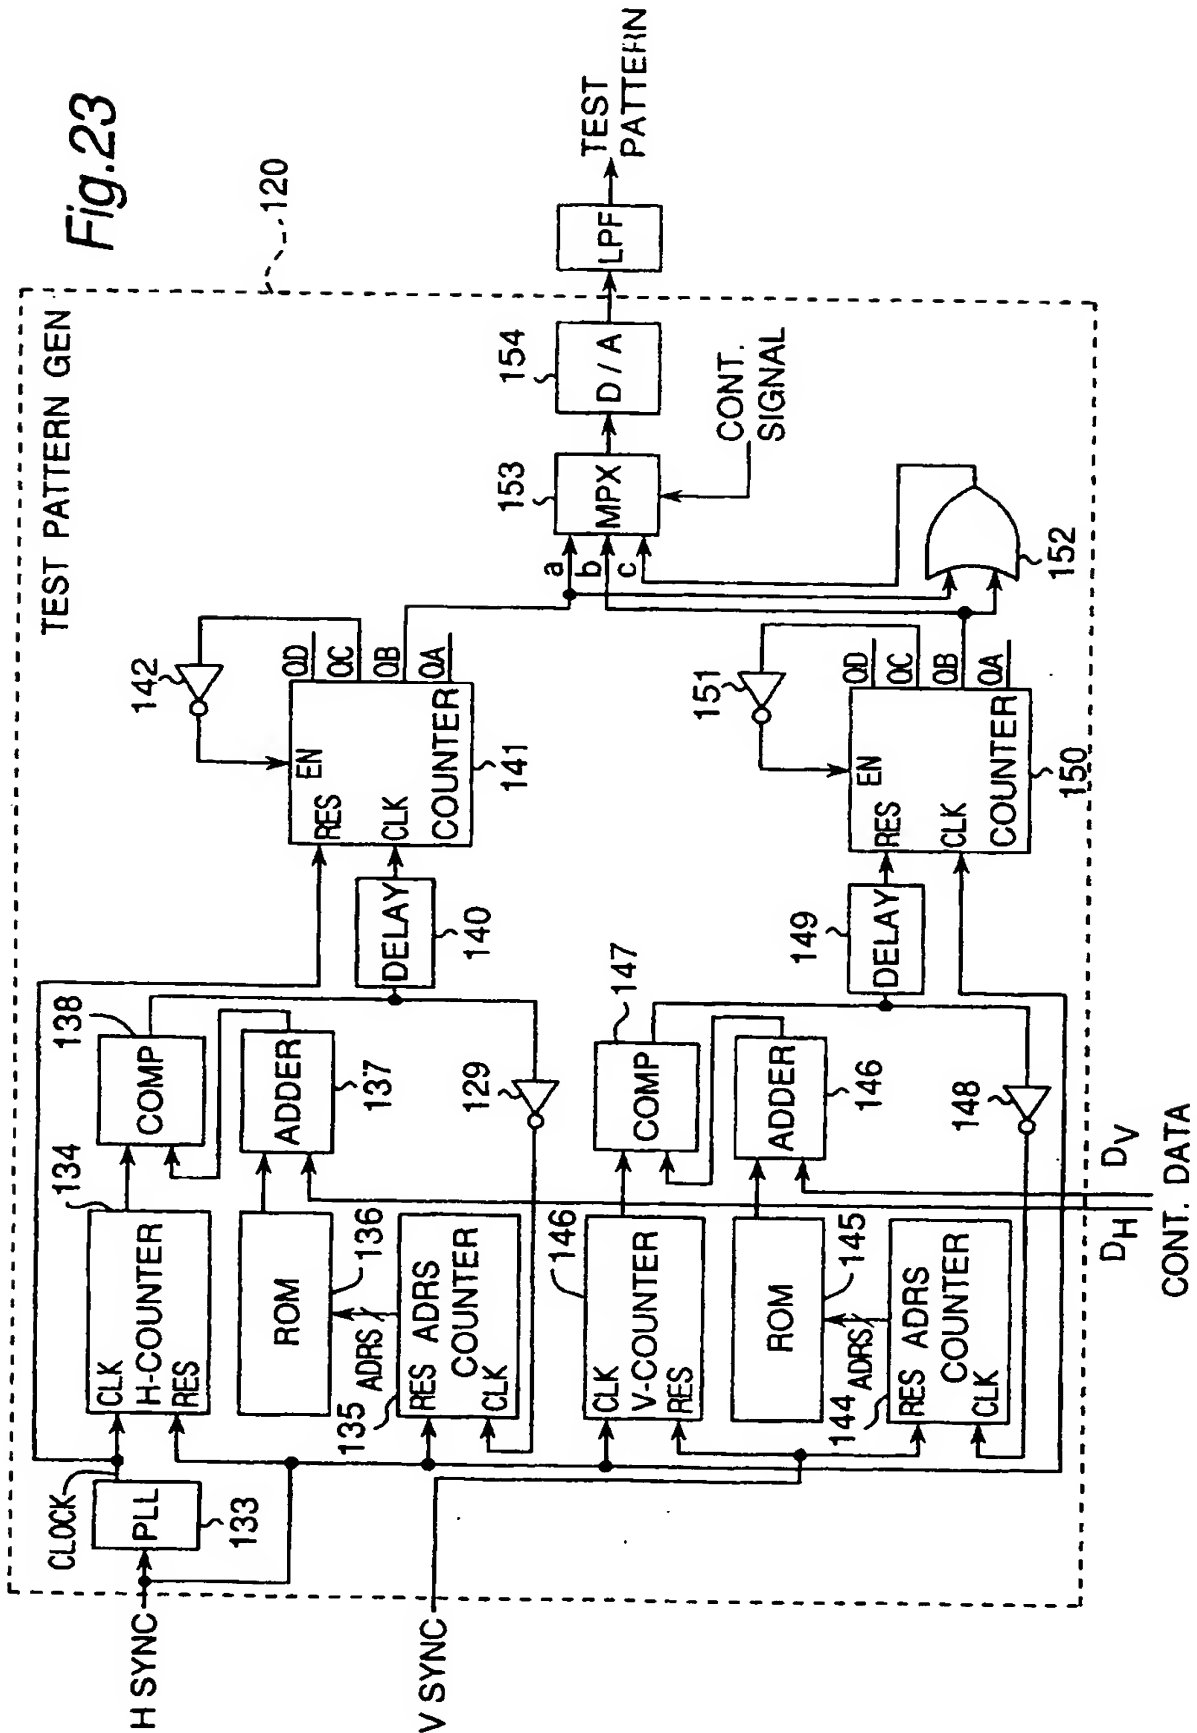 Fig.23
120
TEST PATTERN GEN
H SYNC
V SYNC
CLOCK
PLL
133
CLK
H-COUNTER
RES
134
COMP
138
ROM
136
ADDER
137
ADRS
135
RES ADRS
COUNTER
CLK
129
DELAY
140
RES
EN
CLK
COUNTER
141
QD
QC
QB
QA
142
CLK
V-COUNTER
RES
146
COMP
147
ROM
145
ADDER
146
ADRS
144
RES ADRS
COUNTER
CLK
148
DELAY
149
RES
EN
CLK
COUNTER
150
QD
QC
QB
QA
151
152
a
b
c
MPX
153
CONT.
SIGNAL
D/A
154
LPF
TEST
PATTERN
DH
DV
CONT. DATA